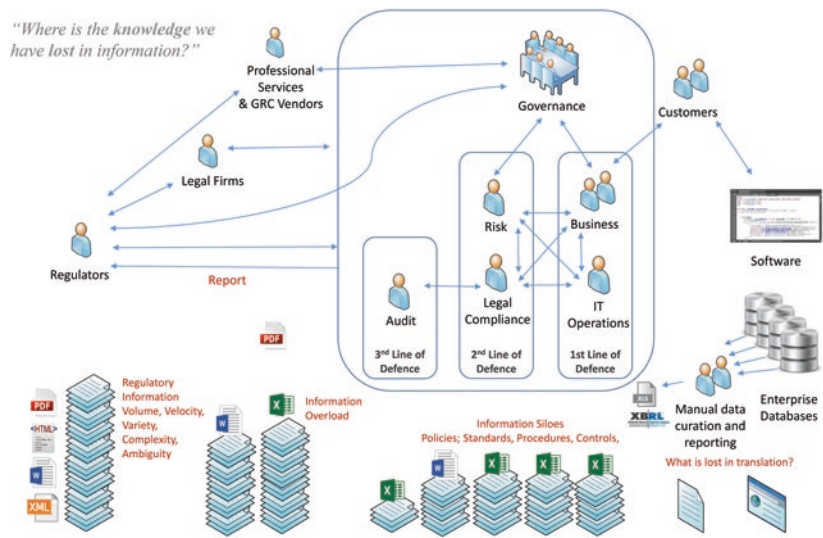 “Where is the knowledge we
have lost in information?”
Professional
Services
& GRC Vendors
Governance
Customers
Legal Firms
Regulators
Report
Risk
Business
Software
Audit
Legal
Compliance
IT
Operations
3nd Line of
Defence
2nd Line of
Defence
1st Line of
Defence
PDF
Regulatory
Information
Volume, Velocity,
Variety,
Complexity,
Ambiguity
PDF
<HTML>
W
XML
W
X
Information
Overload
Information Siloes
Policies; Standards, Procedures, Controls,
X
W
X
X
X
XLS
XBRL
Manual data
curation and
reporting
Enterprise
Databases
What is lost in translation?